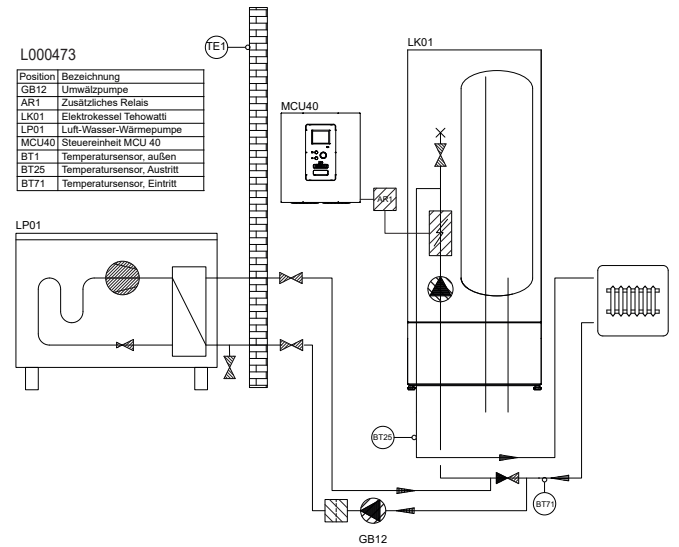 L000473
Position Bezeichnung
GB12 Umwälzpumpe
AR1 Zusätzliches Relais
LK01 Elektrokessel Tehowatti
LP01 Luft-Wasser-Wärmepumpe
MCU40 Steuereinheit MCU 40
BT1 Temperatursensor, außen
BT25 Temperatursensor, Austritt
BT71 Temperatursensor, Eintritt
TE1
LK01
MCU40
AR1
LP01
BT25
BT71
GB12